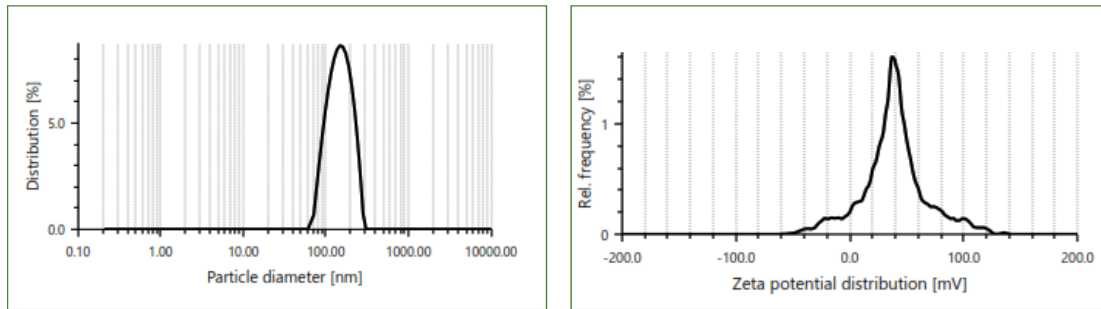 Distribution [%]
5.0
0.0
0.10 1.00 10.00 100.00 1000.00 10000.00
Particle diameter [nm]
Rel. frequency [%]
1
0
-200.0 -100.0 0.0 100.0 200.0
Zeta potential distribution [mV]